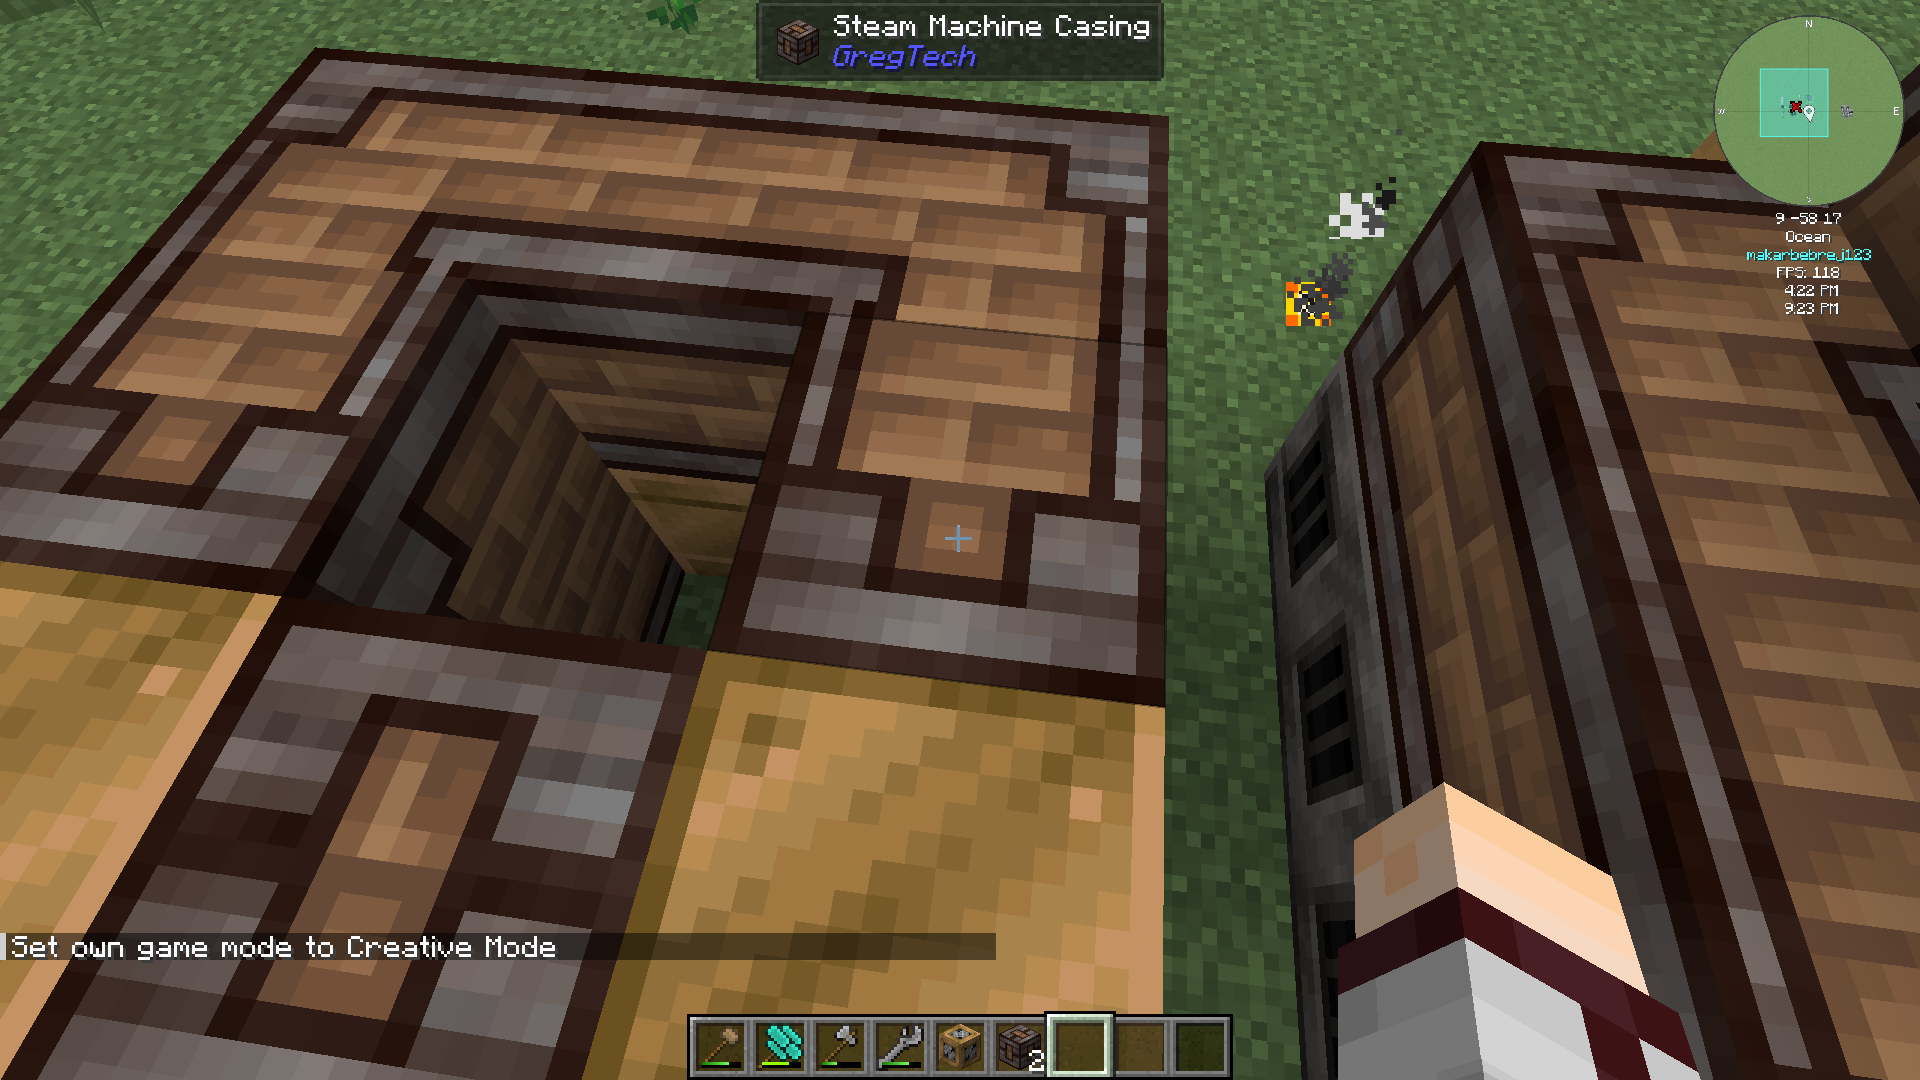 Steam Machine Casing
GregTech
N
W
E
S
9 -58 17
Ocean
makarbebrej123
FPS: 118
4:22 PM
9:23 PM
Set own game mode to Creative Mode
2